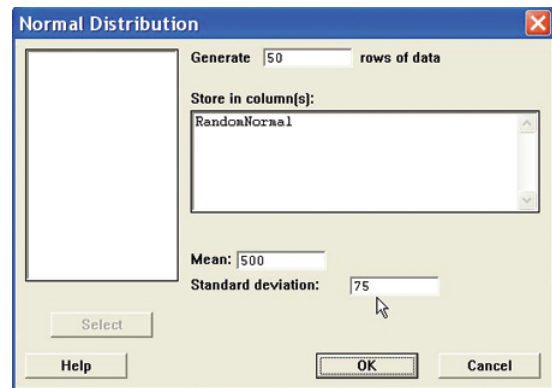 Normal Distribution
Generate 50 rows of data
Store in column(s):
RandomNormal
Mean: 500
Standard deviation: 75
Select
Help OK Cancel